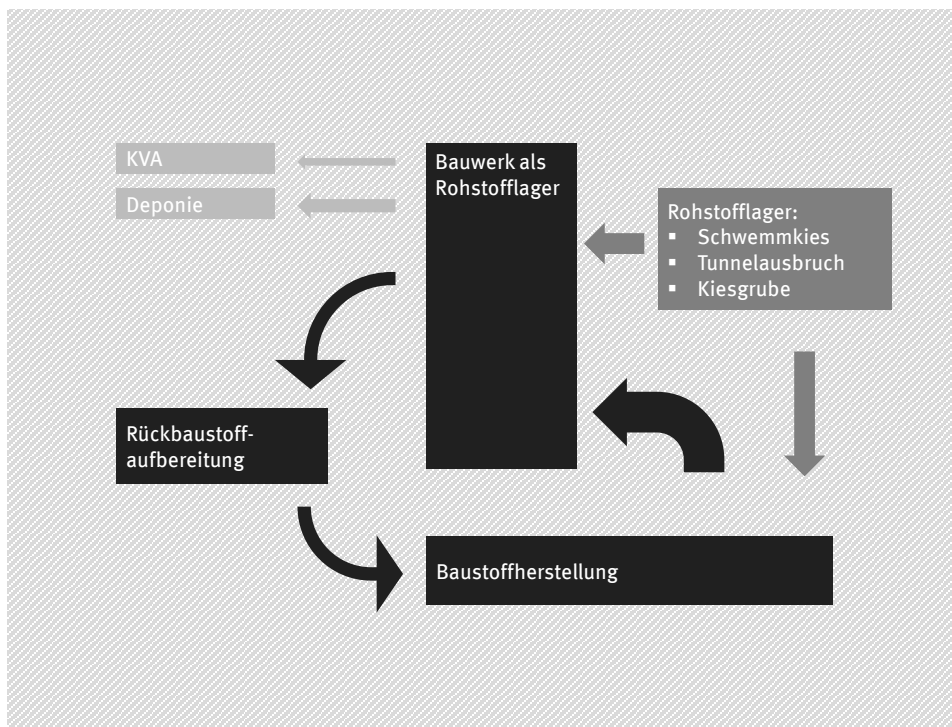 KVA
Deponie
Bauwerk als
Rohstofflager
Rohstofflager:
▪ Schwemmkies
▪ Tunnelausbruch
▪ Kiesgrube
Rückbaustoff-
aufbereitung
Baustoffherstellung